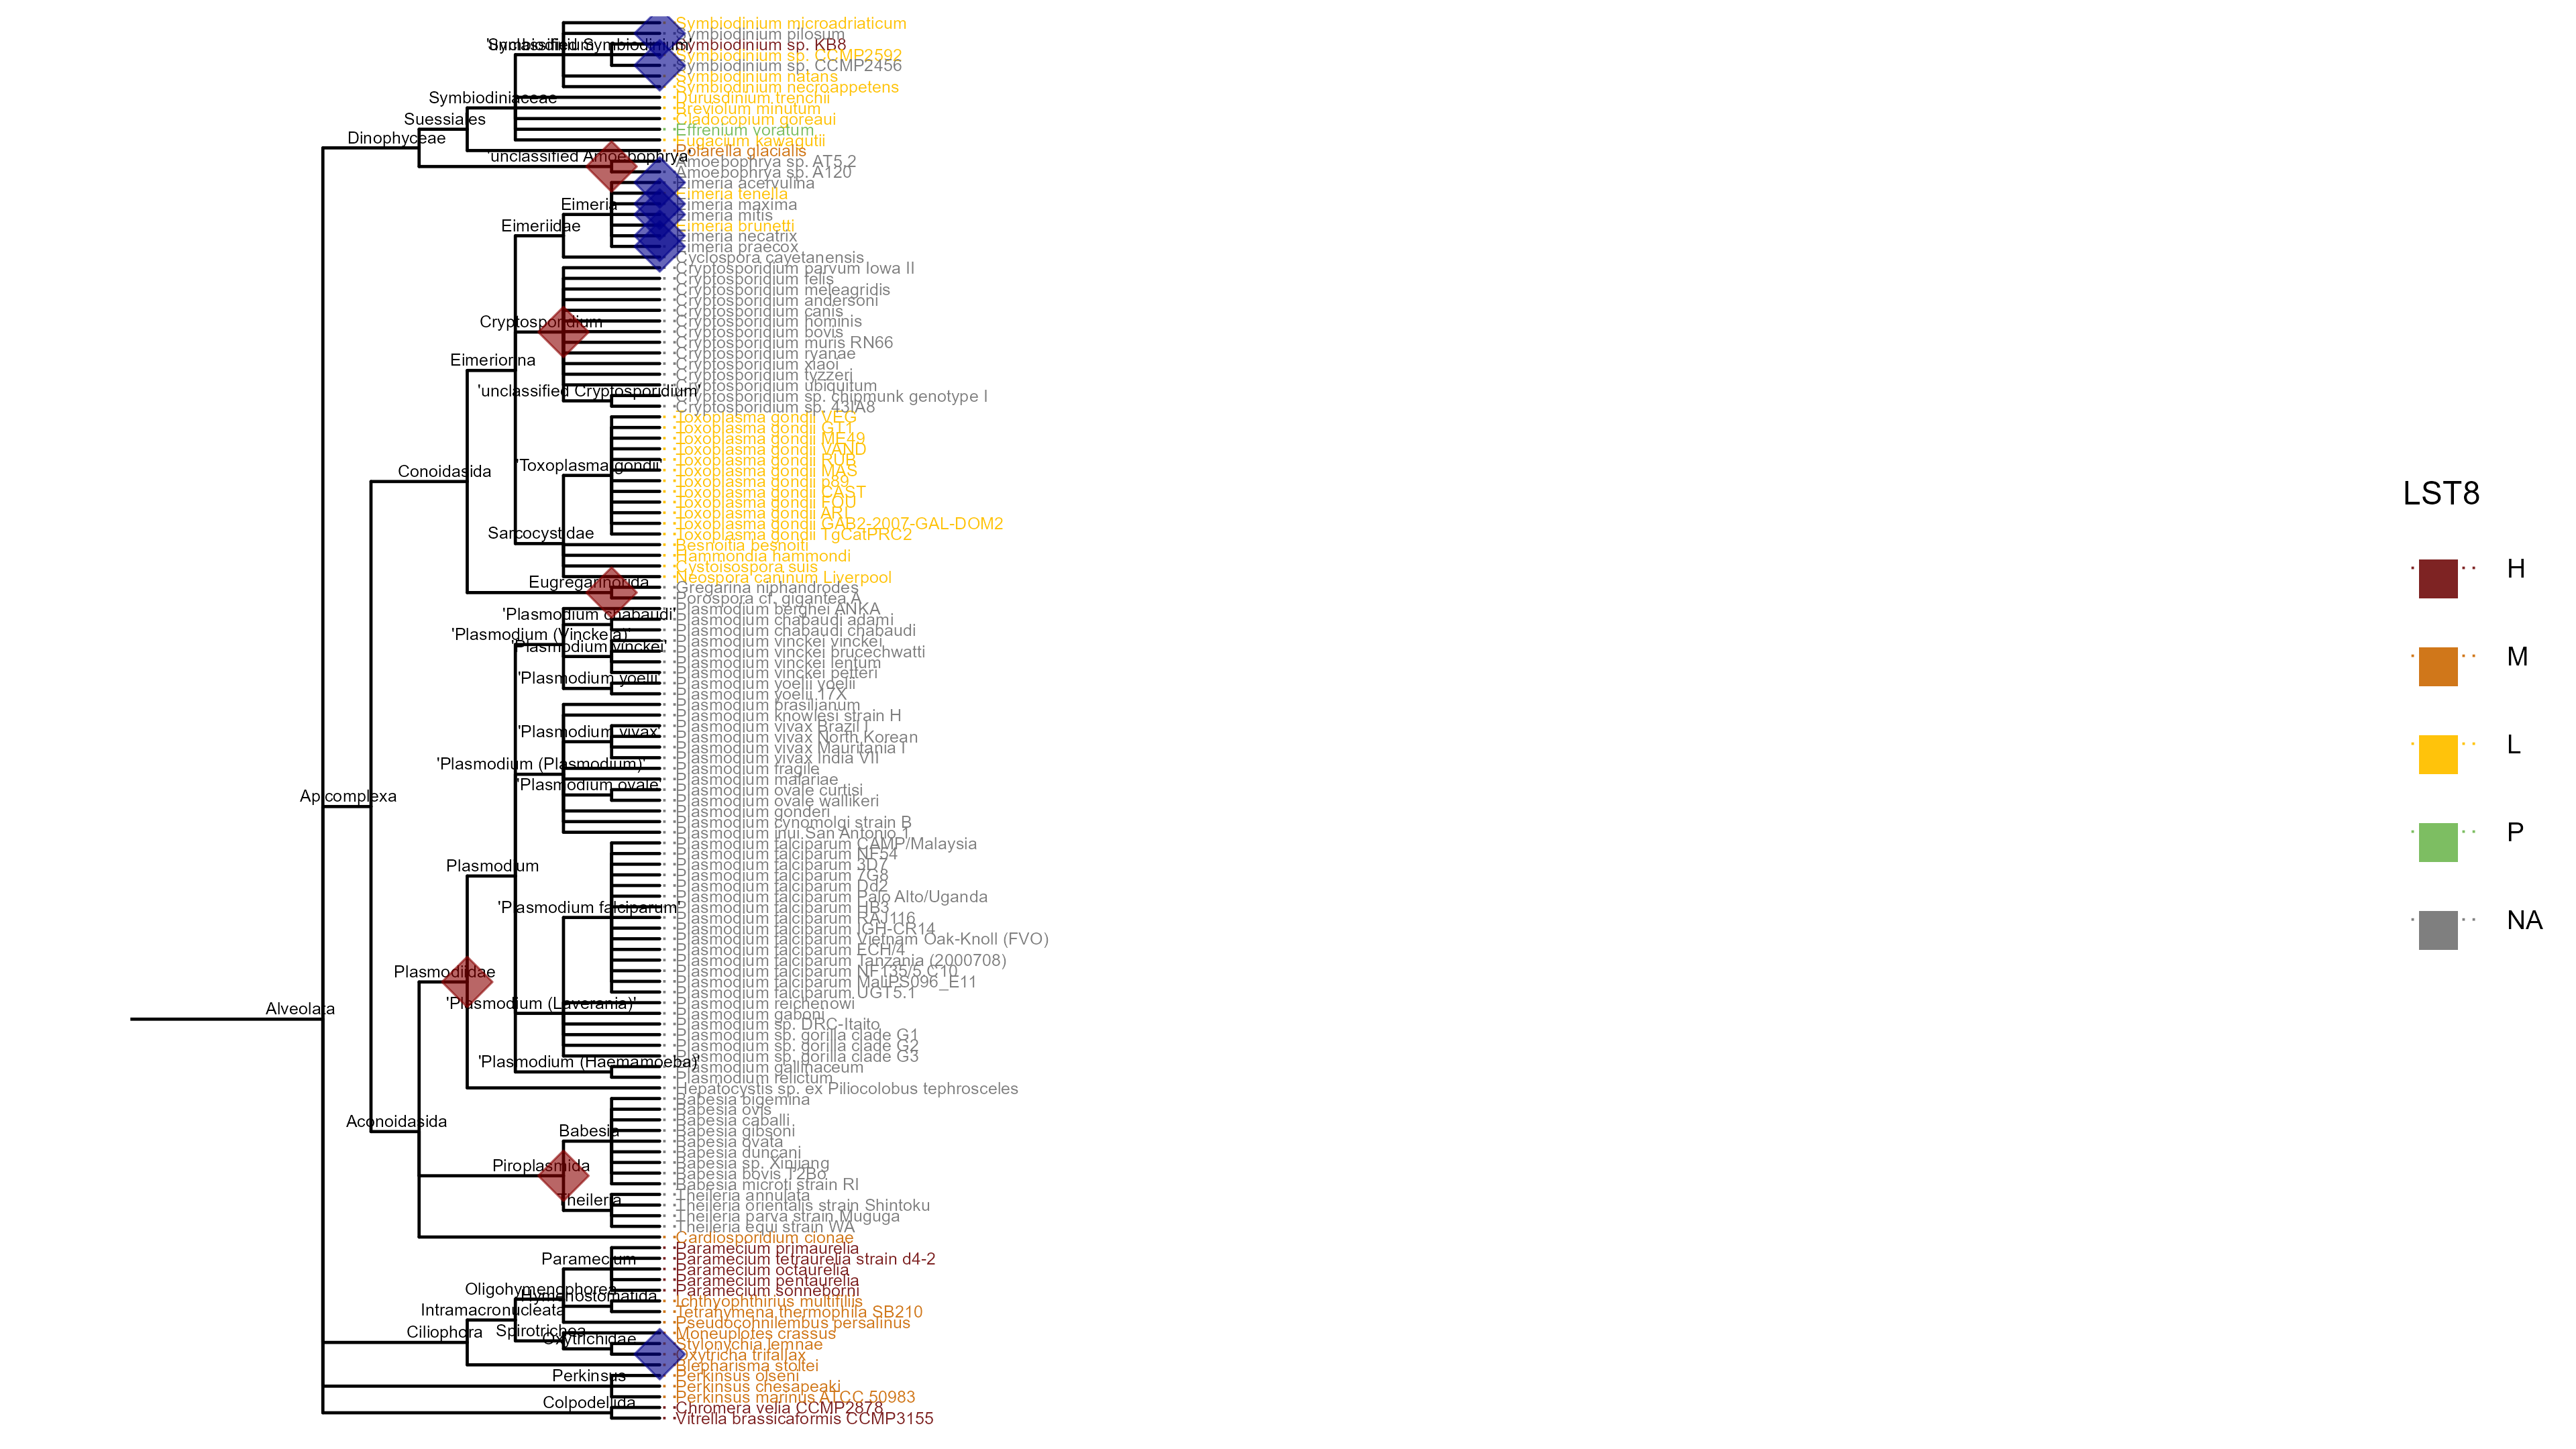 Symbiodinium microadriaticum
Symbiodinium pilosum
'unclassified Symbiodinium'
Symbiodinium sp. KB8
Symbiodinium sp. CCMP2592
Symbiodinium sp. CCMP2456
Symbiodinium natans
Symbiodinium necroappetens
Symbiodiniaceae
Durusdinium trenchii
Breviolum minutum
Suessiales
Cladocopium goreaui
Effrenium voratum
Dinophyceae
Fugacium kawagutii
Polarella glacialis
'unclassified Amoebophrya'
Amoebophrya sp. AT5.2
Amoebophrya sp. A120
Eimeria acervulina
Eimeria tenella
Eimeria
Eimeria maxima
Eimeria mitis
Eimeriidae
Eimeria brunetti
Eimeria necatrix
Eimeria praecox
Cyclospora cayetanensis
Cryptosporidium parvum Iowa II
Cryptosporidium felis
Cryptosporidium meleagridis
Cryptosporidium andersoni
Cryptosporidium canis
Cryptosporidium
Cryptosporidium hominis
Cryptosporidium bovis
Cryptosporidium muris RN66
Cryptosporidium ryanae
Eimeriorina
Cryptosporidium xiaoi
Cryptosporidium tyzzeri
Cryptosporidium ubiquitum
'unclassified Cryptosporidium'
Cryptosporidium sp. chipmunk genotype I
Cryptosporidium sp. 43IA8
Toxoplasma gondii VEG
Toxoplasma gondii GT1
Toxoplasma gondii ME49
Toxoplasma gondii VAND
Toxoplasma gondii RUB
'Toxoplasma gondii'
Toxoplasma gondii MAS
Conoidasida
Toxoplasma gondii p89
Toxoplasma gondii CAST
Toxoplasma gondii FOU
Toxoplasma gondii ARI
Toxoplasma gondii GAB2-2007-GAL-DOM2
Toxoplasma gondii TgCatPRC2
Sarcocystidae
Besnoitia besnoiti
Hammondia hammondi
Cystoisospora suis
Neospora caninum Liverpool
Eugregarinorida
Gregarina niphandrodes
Porospora cf. gigantea A
Plasmodium berghei ANKA
'Plasmodium chabaudi'
Plasmodium chabaudi adami
Plasmodium chabaudi chabaudi
'Plasmodium (Vinckeia)'
Plasmodium vinckei vinckei
'Plasmodium vinckei'
Plasmodium vinckei brucechwatti
Plasmodium vinckei lentum
Plasmodium vinckei petteri
'Plasmodium yoelii'
Plasmodium yoelii yoelii
Plasmodium yoelii 17X
Plasmodium brasilianum
Plasmodium knowlesi strain H
Plasmodium vivax Brazil I
'Plasmodium vivax'
Plasmodium vivax North Korean
Plasmodium vivax Mauritania I
Plasmodium vivax India VII
'Plasmodium (Plasmodium)'
Plasmodium fragile
Plasmodium malariae
'Plasmodium ovale'
Plasmodium ovale curtisi
Apicomplexa
Plasmodium ovale wallikeri
Plasmodium gonderi
Plasmodium cynomolgi strain B
Plasmodium inui San Antonio 1
Plasmodium falciparum CAMP/Malaysia
Plasmodium falciparum NF54
Plasmodium
Plasmodium falciparum 3D7
Plasmodium falciparum 7G8
Plasmodium falciparum Dd2
Plasmodium falciparum Palo Alto/Uganda
'Plasmodium falciparum'
Plasmodium falciparum HB3
Plasmodium falciparum RAJ116
Plasmodium falciparum IGH-CR14
Plasmodium falciparum Vietnam Oak-Knoll (FVO)
Plasmodium falciparum FCH/4
Plasmodium falciparum Tanzania (2000708)
Plasmodiidae
Plasmodium falciparum NF135/5.C10
Plasmodium falciparum MaliPS096_E11
Plasmodium falciparum UGT5.1
'Plasmodium (Laverania)'
Plasmodium reichenowi
Alveolata
Plasmodium gaboni
Plasmodium sp. DRC-Itaito
Plasmodium sp. gorilla clade G1
Plasmodium sp. gorilla clade G2
Plasmodium sp. gorilla clade G3
'Plasmodium (Haemamoeba)'
Plasmodium gallinaceum
Plasmodium relictum
Hepatocystis sp. ex Piliocolobus tephrosceles
Babesia bigemina
Babesia ovis
Aconoidasida
Babesia caballi
Babesia
Babesia gibsoni
Babesia ovata
Babesia duncani
Piroplasmida
Babesia sp. Xinjiang
Babesia bovis T2Bo
Babesia microti strain RI
Theileria
Theileria annulata
Theileria orientalis strain Shintoku
Theileria parva strain Muguga
Theileria equi strain WA
Cardiosporidium cionae
Paramecium primaurelia
Paramecium
Paramecium tetraurelia strain d4-2
Paramecium octaurelia
Paramecium pentaurelia
Oligohymenophorea
Paramecium sonneborni
Hymenostomatida
Ichthyophthirius multifiliis
Intramacronucleata
Tetrahymena thermophila SB210
Pseudocohnilembus persalinus
Ciliophora
Spirotrichea
Moneuplotes crassus
Oxytrichidae
Stylonychia lemnae
Oxytricha trifallax
Blepharisma stoltei
Perkinsus
Perkinsus olseni
Perkinsus chesapeaki
Perkinsus marinus ATCC 50983
Colpodellida
Chromera velia CCMP2878
Vitrella brassicaformis CCMP3155
LST8
H
M
L
P
NA